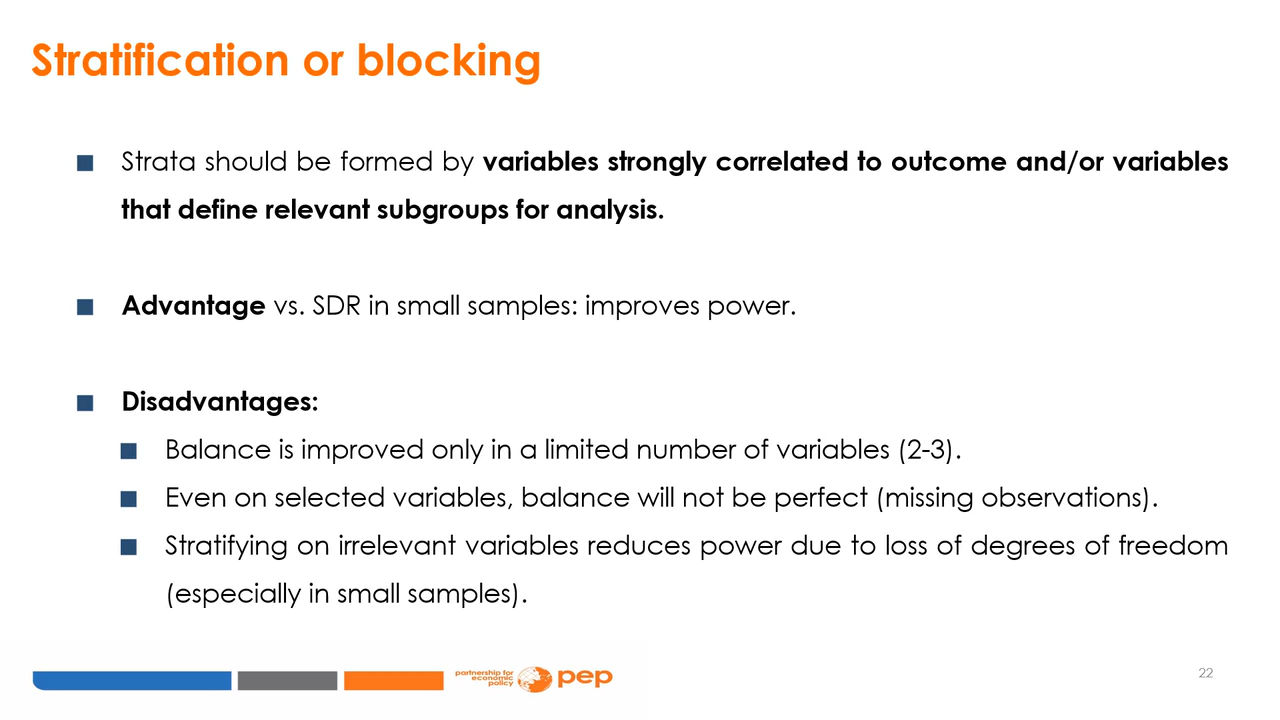 Stratification or blocking
Strata should be formed by variables strongly correlated to outcome and/or variables
that define relevant subgroups for analysis.
Advantage vs. SDR in small samples: improves power.
Disadvantages:
Balance is improved only in a limited number of variables (2-3).
Even on selected variables, balance will not be perfect (missing observations).
Stratifying on irrelevant variables reduces power due to loss of degrees of freedom
(especially in small samples).
partnership for
economic
policy
pep
22